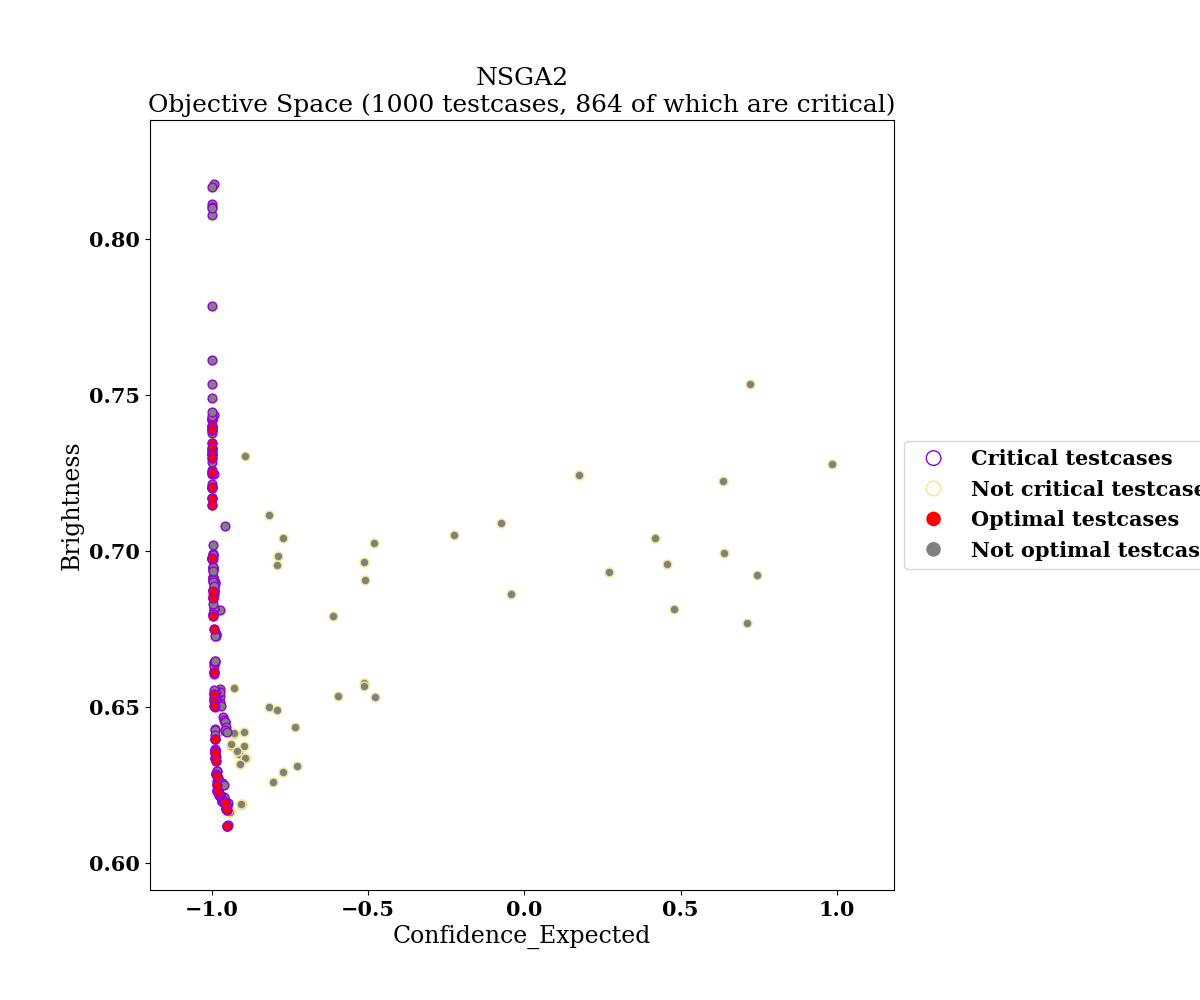 NSGA2
Objective Space (1000 testcases, 864 of which are critical)
0.80
0.75
0.70
0.65
0.60
Brightness
−1.0
−0.5
0.0
0.5
1.0
Confidence_Expected
Critical testcases
Not critical testcase
Optimal testcases
Not optimal testcas